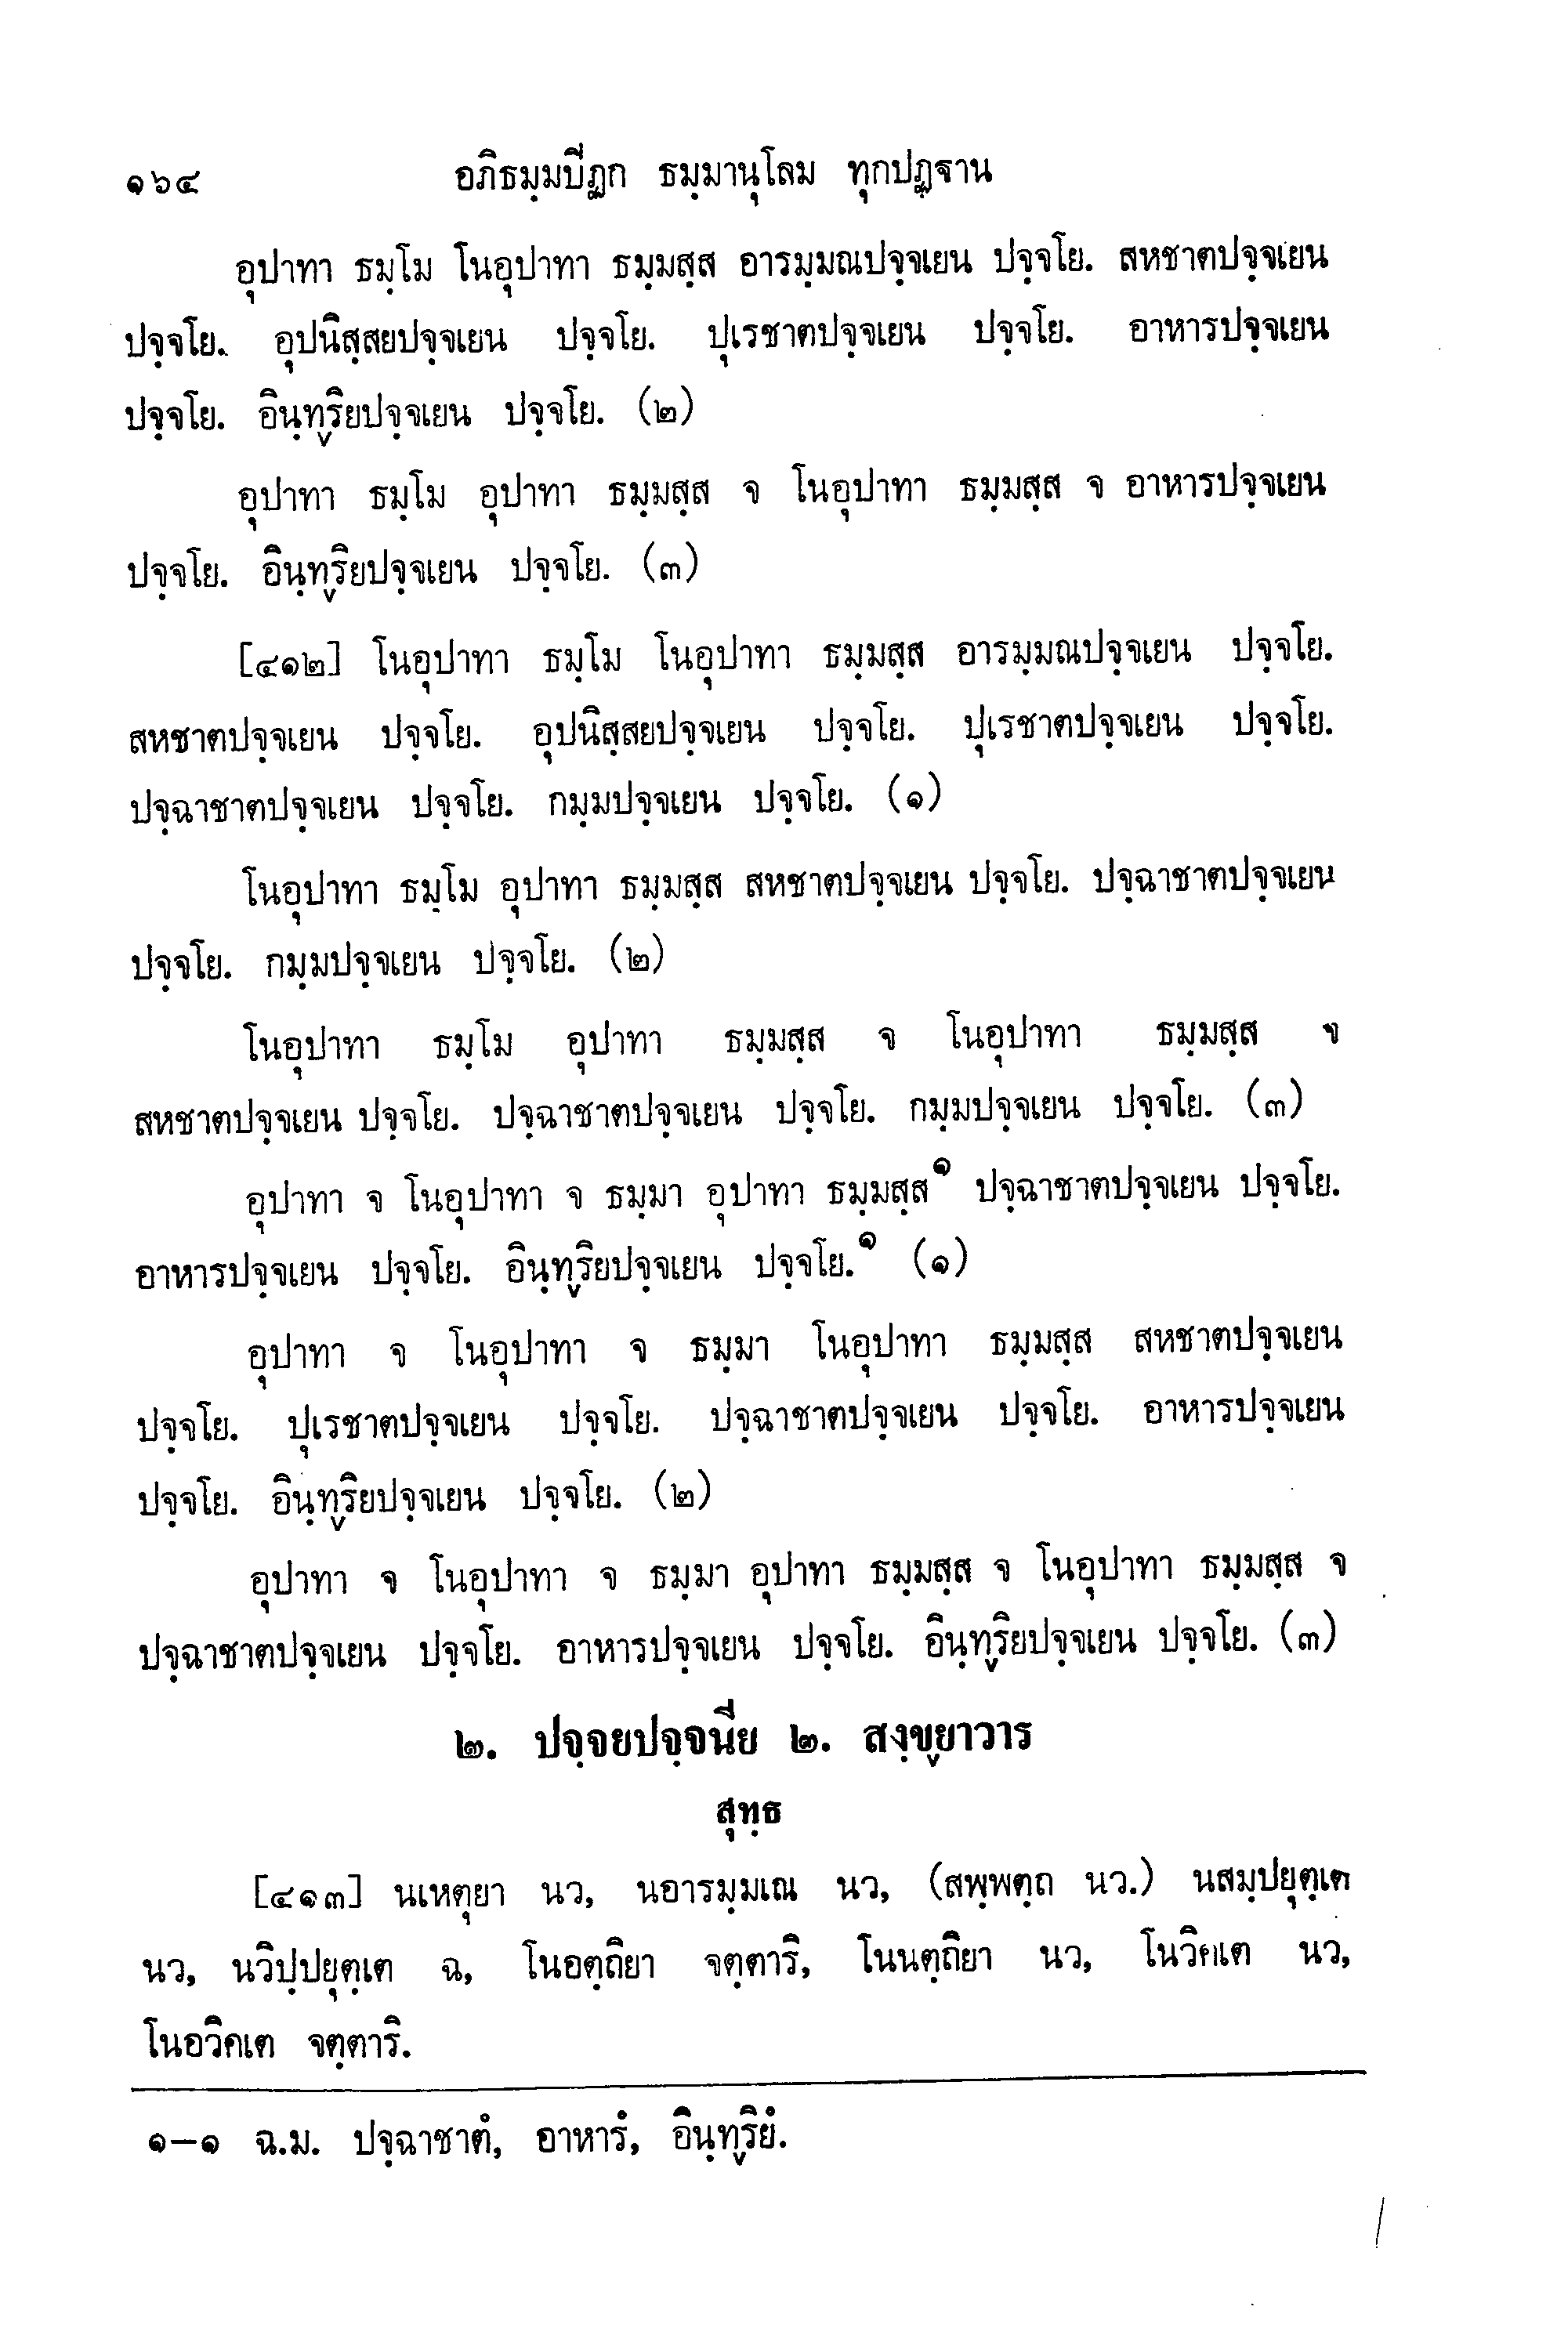 ๑๖๔ อภิธมฺมปิฏก ธมฺมานุโลม ทุกปฏฺฐาน
อุปาทา ธมฺโม โนอุปาทา ธมฺมสฺส อารมฺมณปจฺจเยน ปจฺจโย. สหชาตปจฺจเยน
ปจฺจโย. อุปนิสฺสยปจฺจเยน ปจฺจโย. ปุเรชาตปจฺจเยน ปจฺจโย. อาหารปจฺจเยน
ปจฺจโย. อินฺทฺริยปจฺจเยน ปจฺจโย. (๒)
อุปาทา ธมฺโม อุปาทา ธมฺมสฺส จ โนอุปาทา ธมฺมสฺส จ อาหารปจฺจเยน
ปจฺจโย. อินฺทฺริยปจฺจเยน ปจฺจโย. (๓)
[๔๑๒] โนอุปาทา ธมฺโม โนอุปาทา ธมฺมสฺส อารมฺมณปจฺจเยน ปจฺจโย.
สหชาตปจฺจเยน ปจฺจโย. อุปนิสฺสยปจฺจเยน ปจฺจโย. ปุเรชาตปจฺจเยน ปจฺจโย.
ปจฺฉาชาตปจฺจเยน ปจฺจโย. กมฺมปจฺจเยน ปจฺจโย. (๑)
โนอุปาทา ธมฺโม อุปาทา ธมฺมสฺส สหชาตปจฺจเยน ปจฺจโย. ปจฺฉาชาตปจฺจเยน
ปจฺจโย. กมฺมปจฺจเยน ปจฺจโย. (๒)
โนอุปาทา ธมฺโม อุปาทา ธมฺมสฺส จ โนอุปาทา ธมฺมสฺส จ
สหชาตปจฺจเยน ปจฺจโย. ปจฺฉาชาตปจฺจเยน ปจฺจโย. กมฺมปจฺจเยน ปจฺจโย. (๓)
อุปาทา จ โนอุปาทา จ ธมฺมา อุปาทา ธมฺมสฺส๑ ปจฺฉาชาตปจฺจเยน ปจฺจโย.
อาหารปจฺจเยน ปจฺจโย. อินฺทฺริยปจฺจเยน ปจฺจโย.๑ (๑)
อุปาทา จ โนอุปาทา จ ธมฺมา โนอุปาทา ธมฺมสฺส สหชาตปจฺจเยน
ปจฺจโย. ปุเรชาตปจฺจเยน ปจฺจโย. ปจฺฉาชาตปจฺจเยน ปจฺจโย. อาหารปจฺจเยน
ปจฺจโย. อินฺทฺริยปจฺจเยน ปจฺจโย. (๒)
อุปาทา จ โนอุปาทา จ ธมฺมา อุปาทา ธมฺมสฺส จ โนอุปาทา ธมฺมสฺส จ
ปจฺฉาชาตปจฺจเยน ปจฺจโย. อาหารปจฺจเยน ปจฺจโย. อินฺทฺริยปจฺจเยน ปจฺจโย. (๓)
๒. ปจฺจยปจฺจนีย ๒. สงฺขฺยาวาร
สุทฺธ
[๔๑๓] นเหตุยา นว, นอารมฺมเณ นว, (สพฺพตฺถ นว.) นสมฺปยุตฺเต
นว, นวิปฺปยุตฺเต ฉ, โนอตฺถิยา จตฺตาริ, โนนตฺถิยา นว, โนวิคเต นว,
โนอวิคเต จตฺตาริ.
๑–๑ ฉ.ม. ปจฺฉาชาตํ, อาหารํ, อินฺทฺริยํ.